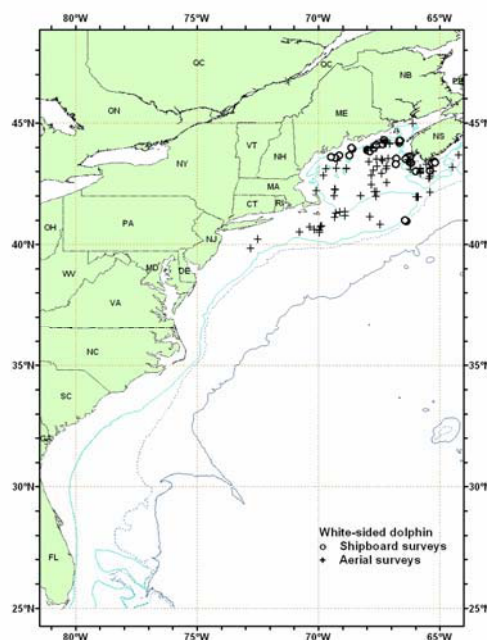 80°W 75°W 70°W 65°W
QC QC NB
PE
ON ME
45°N 45°N
NS
VT
NH
NY
MA
CT RI
PA
OH
40°N NJ 40°N
MD DE
WV
VA
NC
35°N 35°N
SC
GA
30°N 30°N
White-sided dolphin
Shipboard surveys
FL Aerial surveys
25°N 25°N
80°W 75°W 70°W 65°W